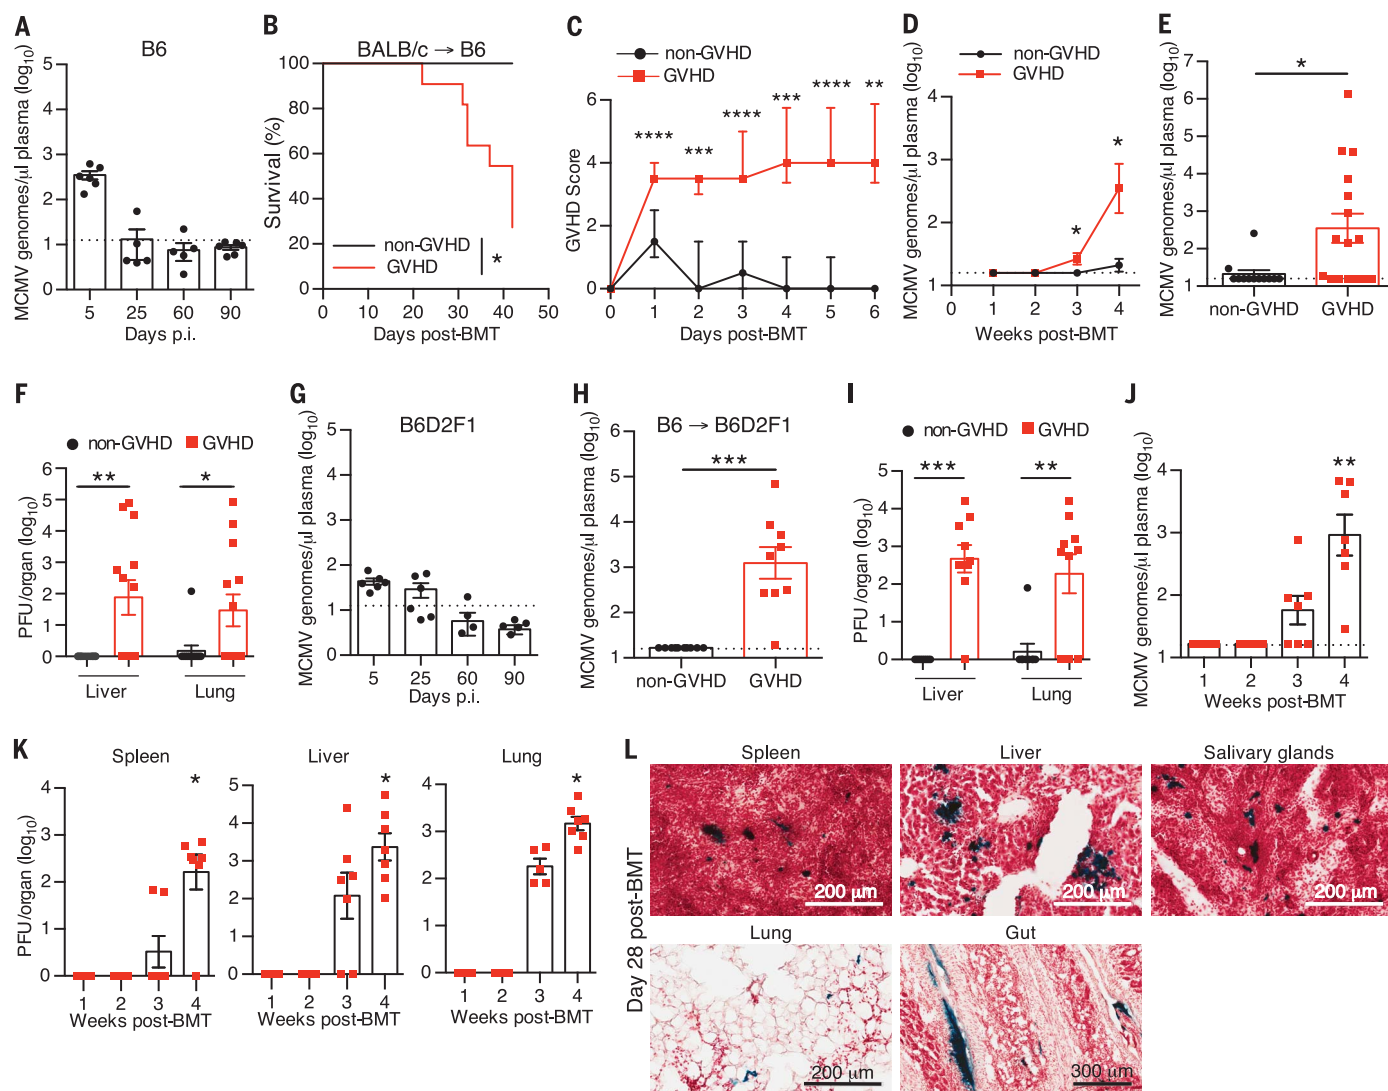 A
B6
MCMV genomes/µl plasma (log10)
5
4
3
2
1
0
5 25 60 90
Days p.i.
B
BALB/c → B6
Survival (%)
100
80
60
40
20
0
non-GVHD
GVHD
*
0 10 20 30 40 50
Days post-BMT
C
non-GVHD
GVHD
GVHD Score
6
4
2
0
**** *** **** *** **** **
0 1 2 3 4 5 6
Days post-BMT
D
non-GVHD
GVHD
MCMV genomes/µl plasma (log10)
4
3
2
1
* *
0 1 2 3 4
Weeks post-BMT
E
MCMV genomes/µl plasma (log10)
7
6
5
4
3
2
1
*
non-GVHD GVHD
F
non-GVHD GVHD
PFU/organ (log10)
6
5
4
3
2
1
0
** *
Liver Lung
G
B6D2F1
MCMV genomes/µl plasma (log10)
5
4
3
2
1
0
5 25 60 90
Days p.i.
H
B6 → B6D2F1
MCMV genomes/µl plasma (log10)
6
5
4
3
2
1
***
non-GVHD GVHD
I
non-GVHD GVHD
PFU/organ (log10)
5
4
3
2
1
0
*** **
Liver Lung
J
MCMV genomes/µl plasma (log10)
4
3
2
1
**
1 2 3 4
Weeks post-BMT
K
Spleen
PFU/organ (log10)
5
4
3
2
1
0
*
1 2 3 4
Weeks post-BMT
Liver
5
4
3
2
1
0
*
1 2 3 4
Weeks post-BMT
Lung
4
3
2
1
0
*
1 2 3 4
Weeks post-BMT
L
Day 28 post-BMT
Spleen
200 µm
Liver
200 µm
Salivary glands
200 µm
Lung
200 µm
Gut
300 µm